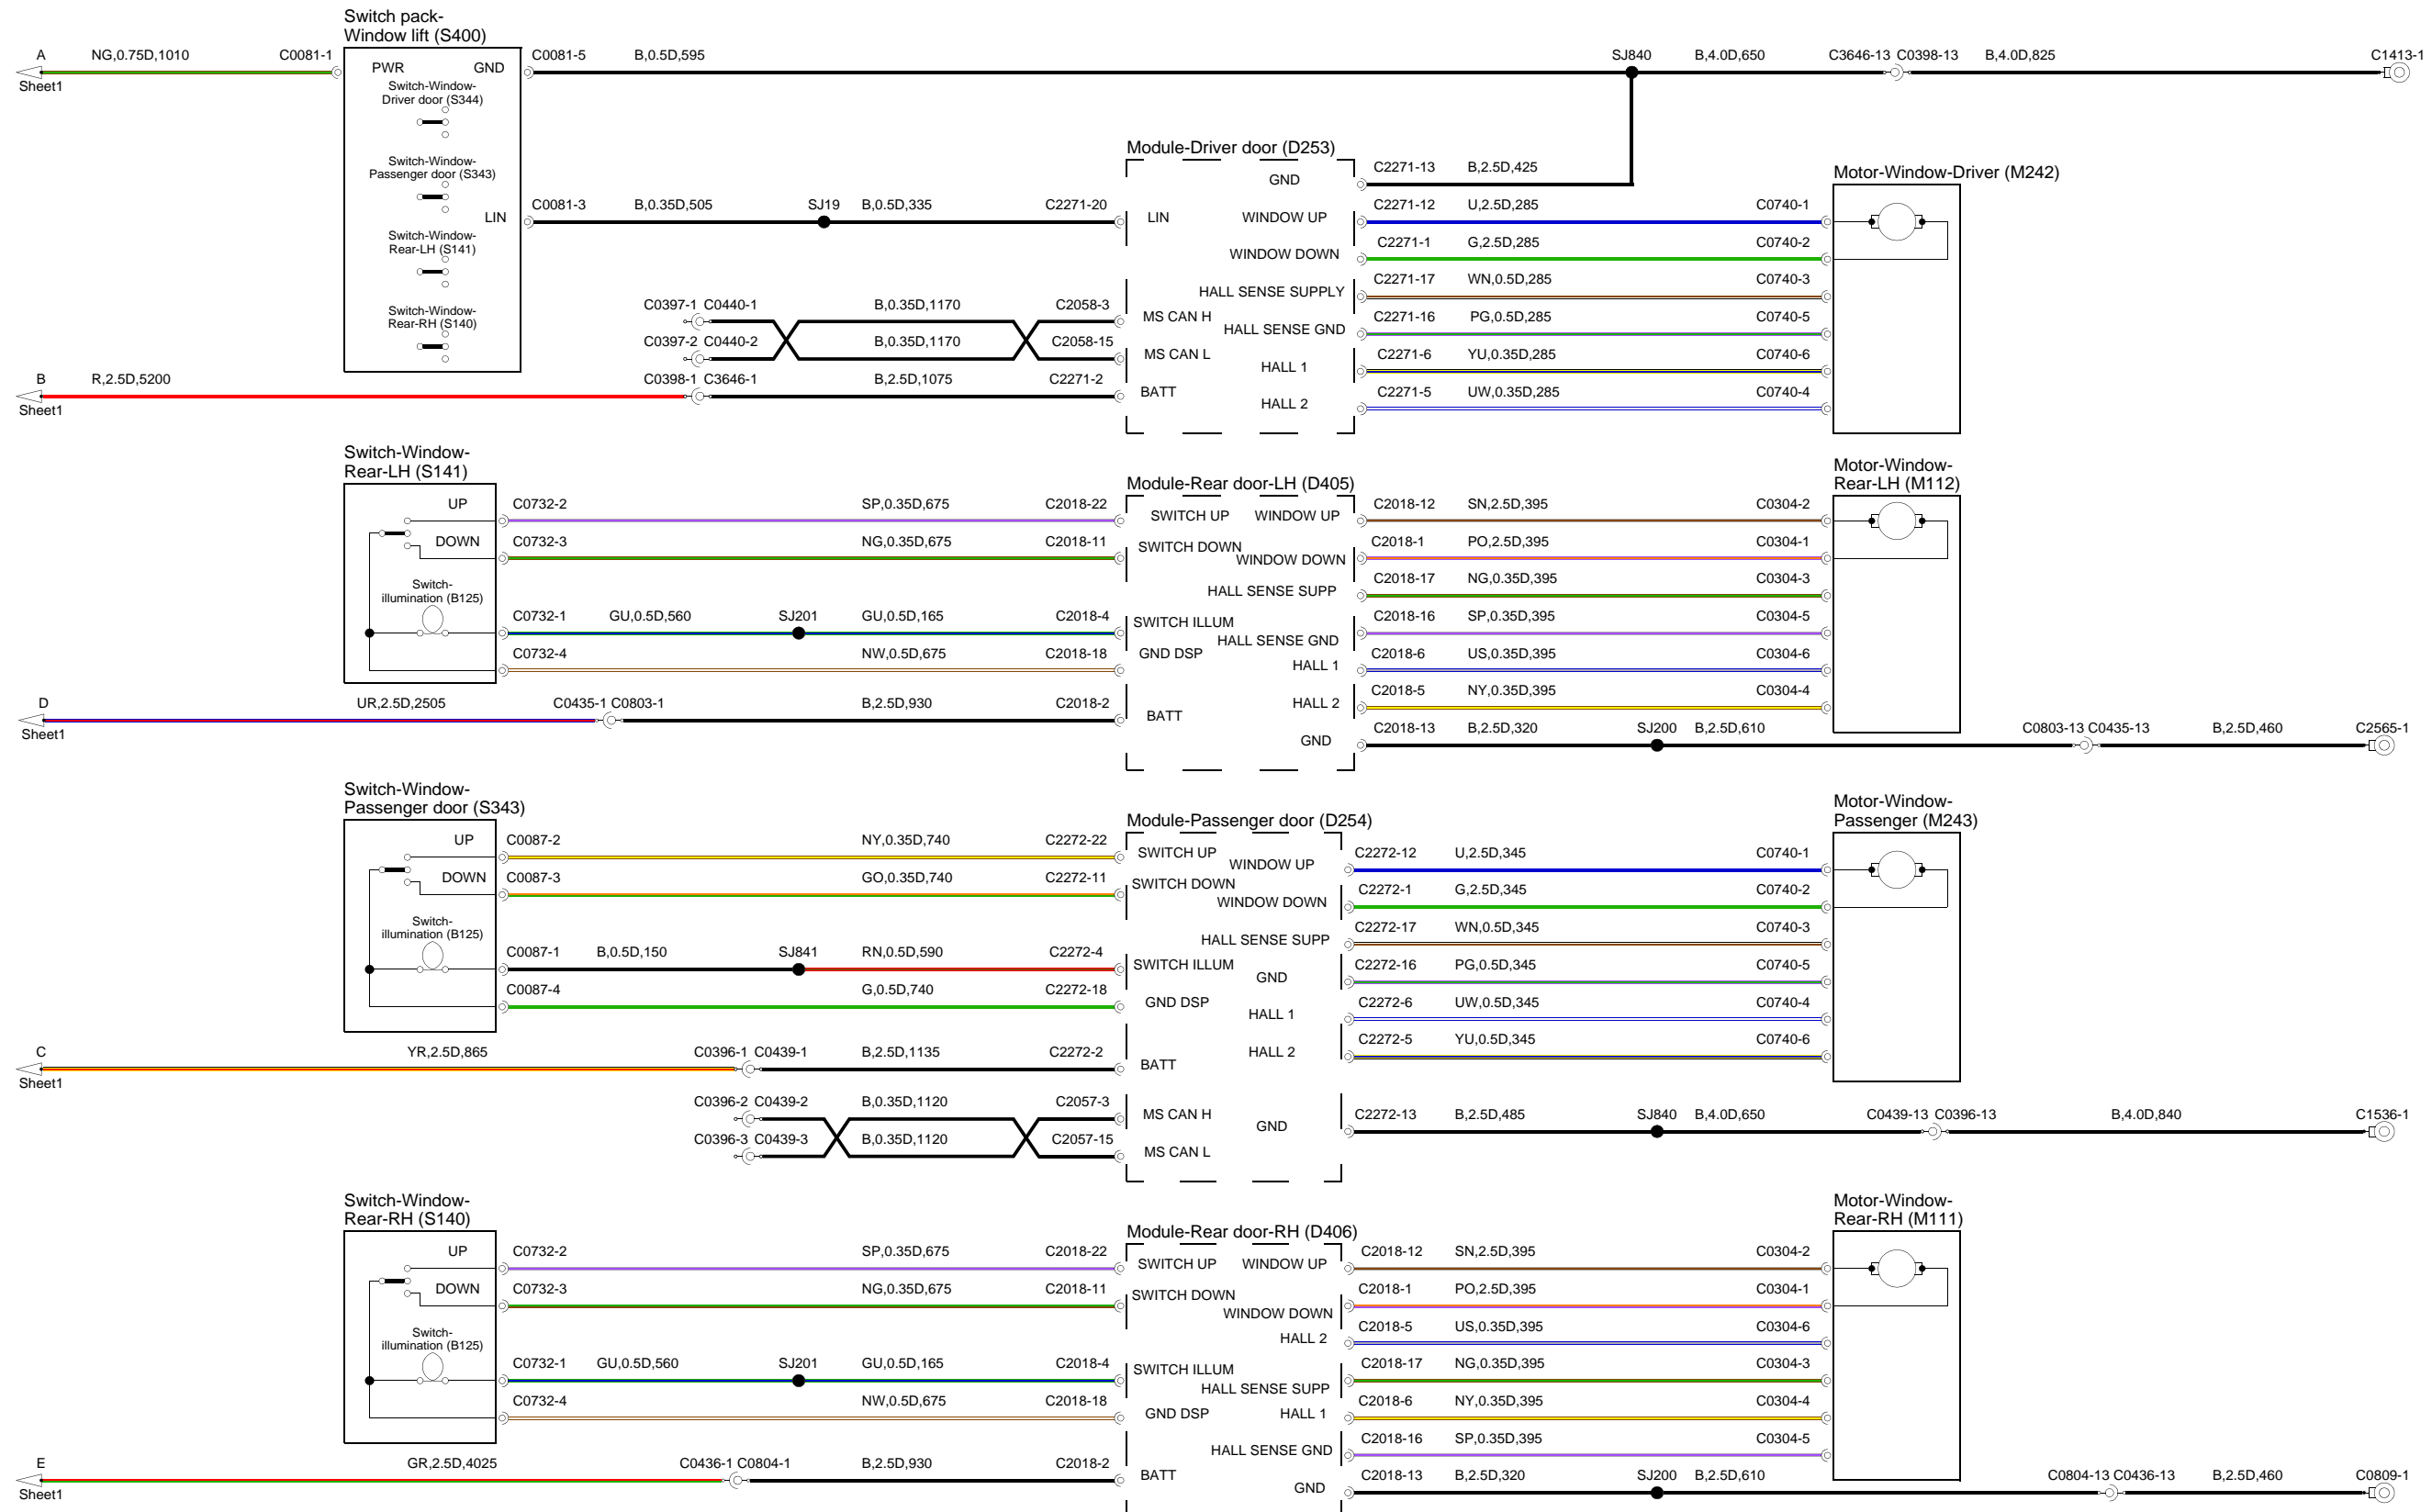 Switch pack-
Window lift (S400)
A NG,0.75D,1010 C0081-1 C0081-5 B,0.5D,595 SJ840 B,4.0D,650 C3646-13 C0398-13 B,4.0D,825 C1413-1
Sheet1
PWR GND
Switch-Window-
Driver door (S344)
Module-Driver door (D253)
Switch-Window-
Passenger door (S343)
GND C2271-13 B,2.5D,425
Motor-Window-Driver (M242)
LIN C0081-3 B,0.35D,505 SJ19 B,0.5D,335 C2271-20 LIN WINDOW UP C2271-12 U,2.5D,285 C0740-1
Switch-Window-
Rear-LH (S141)
WINDOW DOWN C2271-1 G,2.5D,285 C0740-2
HALL SENSE SUPPLY C2271-17 WN,0.5D,285 C0740-3
Switch-Window-
Rear-RH (S140)
C0397-1 C0440-1 B,0.35D,1170 C2058-3 MS CAN H
HALL SENSE GND C2271-16 PG,0.5D,285 C0740-5
C0397-2 C0440-2 B,0.35D,1170 C2058-15 MS CAN L
HALL 1 C2271-6 YU,0.35D,285 C0740-6
B R,2.5D,5200 C0398-1 C3646-1 B,2.5D,1075 C2271-2 BATT
Sheet1
HALL 2 C2271-5 UW,0.35D,285 C0740-4
Switch-Window-
Rear-LH (S141)
Module-Rear door-LH (D405)
Motor-Window-
Rear-LH (M112)
UP C0732-2 SP,0.35D,675 C2018-22 SWITCH UP WINDOW UP C2018-12 SN,2.5D,395 C0304-2
DOWN C0732-3 NG,0.35D,675 C2018-11 SWITCH DOWN WINDOW DOWN C2018-1 PO,2.5D,395 C0304-1
Switch-
illumination (B125)
HALL SENSE SUPP C2018-17 NG,0.35D,395 C0304-3
C0732-1 GU,0.5D,560 SJ201 GU,0.5D,165 C2018-4 SWITCH ILLUM HALL SENSE GND C2018-16 SP,0.35D,395 C0304-5
C0732-4 NW,0.5D,675 C2018-18 GND DSP HALL 1 C2018-6 US,0.35D,395 C0304-6
HALL 2 C2018-5 NY,0.35D,395 C0304-4
D UR,2.5D,2505 C0435-1 C0803-1 B,2.5D,930 C2018-2 BATT
Sheet1
GND C2018-13 B,2.5D,320 SJ200 B,2.5D,610 C0803-13 C0435-13 B,2.5D,460 C2565-1
Switch-Window-
Passenger door (S343)
Module-Passenger door (D254)
Motor-Window-
Passenger (M243)
UP C0087-2 NY,0.35D,740 C2272-22 SWITCH UP WINDOW UP C2272-12 U,2.5D,345 C0740-1
DOWN C0087-3 GO,0.35D,740 C2272-11 SWITCH DOWN WINDOW DOWN C2272-1 G,2.5D,345 C0740-2
Switch-
illumination (B125)
HALL SENSE SUPP C2272-17 WN,0.5D,345 C0740-3
C0087-1 B,0.5D,150 SJ841 RN,0.5D,590 C2272-4 SWITCH ILLUM GND C2272-16 PG,0.5D,345 C0740-5
C0087-4 G,0.5D,740 C2272-18 GND DSP HALL 1 C2272-6 UW,0.5D,345 C0740-4
C YR,2.5D,865 C0396-1 C0439-1 B,2.5D,1135 C2272-2 BATT HALL 2 C2272-5 YU,0.5D,345 C0740-6
Sheet1
C0396-2 C0439-2 B,0.35D,1120 C2057-3 MS CAN H
GND C2272-13 B,2.5D,485 SJ840 B,4.0D,650 C0439-13 C0396-13 B,4.0D,840 C1536-1
C0396-3 C0439-3 B,0.35D,1120 C2057-15 MS CAN L
Switch-Window-
Rear-RH (S140)
Module-Rear door-RH (D406)
Motor-Window-
Rear-RH (M111)
UP C0732-2 SP,0.35D,675 C2018-22 SWITCH UP WINDOW UP C2018-12 SN,2.5D,395 C0304-2
DOWN C0732-3 NG,0.35D,675 C2018-11 SWITCH DOWN WINDOW DOWN C2018-1 PO,2.5D,395 C0304-1
Switch-
illumination (B125)
HALL 2 C2018-5 US,0.35D,395 C0304-6
C0732-1 GU,0.5D,560 SJ201 GU,0.5D,165 C2018-4 SWITCH ILLUM HALL SENSE SUPP C2018-17 NG,0.35D,395 C0304-3
C0732-4 NW,0.5D,675 C2018-18 GND DSP HALL 1 C2018-6 NY,0.35D,395 C0304-4
HALL SENSE GND C2018-16 SP,0.35D,395 C0304-5
E GR,2.5D,4025 C0436-1 C0804-1 B,2.5D,930 C2018-2 BATT
Sheet1
GND C2018-13 B,2.5D,320 SJ200 B,2.5D,610 C0804-13 C0436-13 B,2.5D,460 C0809-1